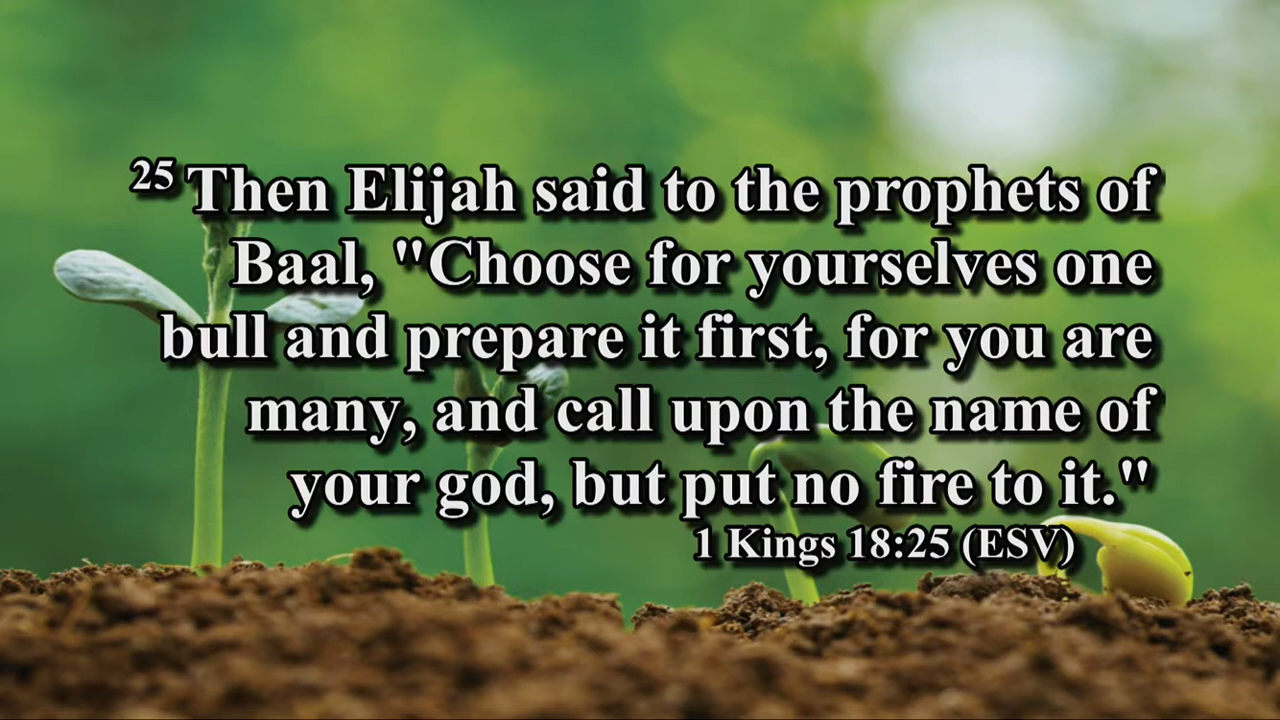 25 Then Elijah said to the prophets of
Baal, "Choose for yourselves one
bull and prepare it first, for you are
many, and call upon the name of
your god, but put no fire to it."
1 Kings 18:25 (ESV)